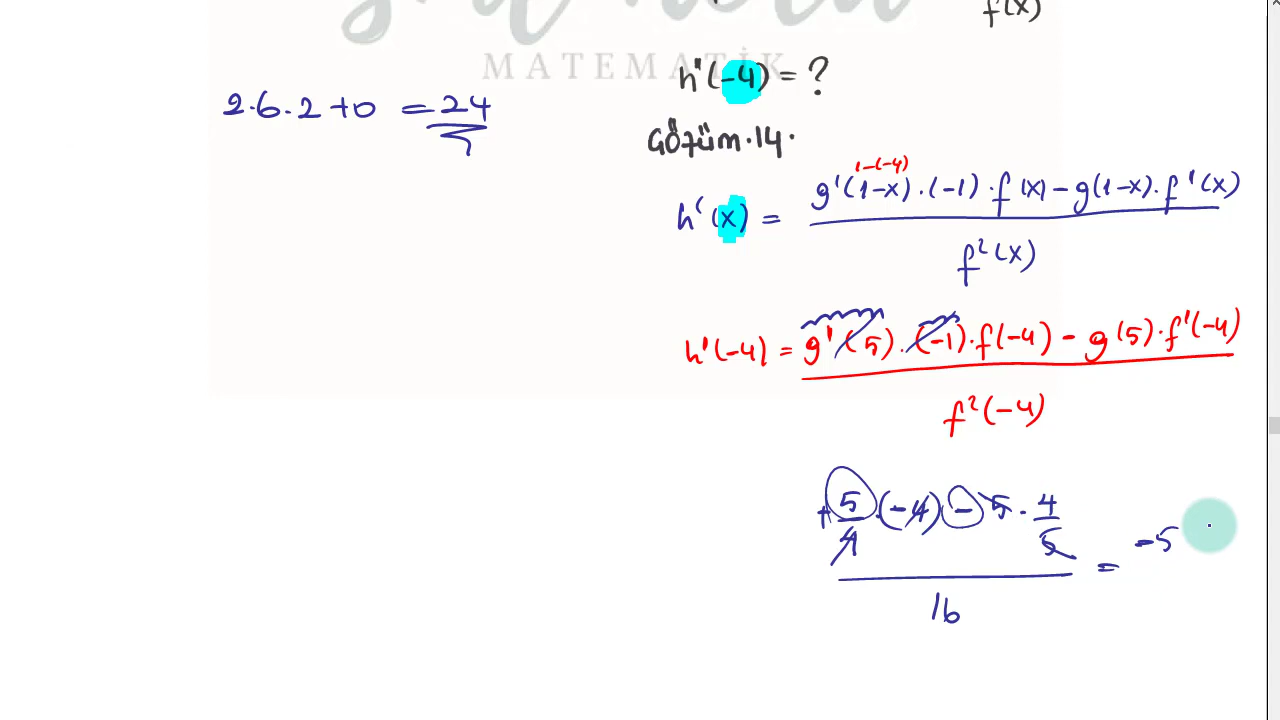 f(x)
MATEMATİK
h'(-4) = ?
2.6.2+0 = 24
Çözüm.14.
1-(-4)
h'(x) = g'(1-x).(-1).f(x)-g(1-x).f'(x)
f²(x)
h'(-4) = g'(5).(-1).f(-4)-g(5).f'(-4)
f²(-4)
+5/4.(-4)-5.4/5
= -5
16